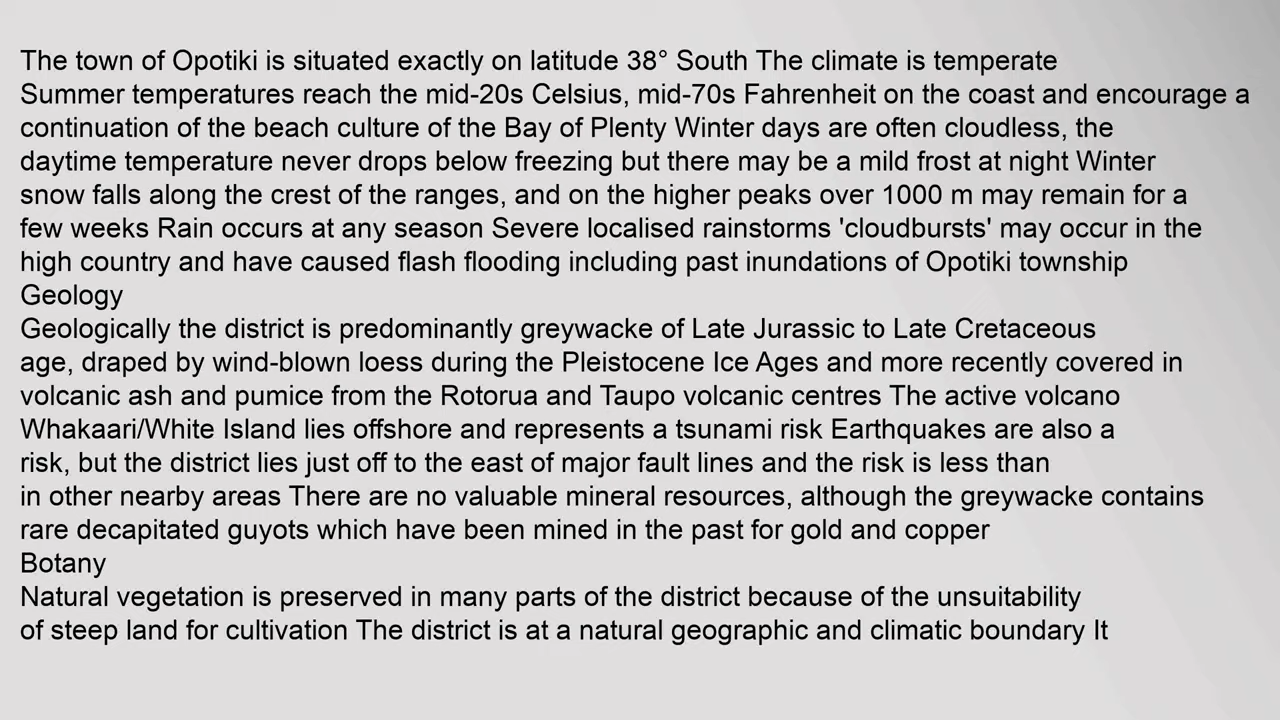 The town of Opotiki is situated exactly on latitude 38° South The climate is temperate
Summer temperatures reach the mid-20s Celsius, mid-70s Fahrenheit on the coast and encourage a
continuation of the beach culture of the Bay of Plenty Winter days are often cloudless, the
daytime temperature never drops below freezing but there may be a mild frost at night Winter
snow falls along the crest of the ranges, and on the higher peaks over 1000 m may remain for a
few weeks Rain occurs at any season Severe localised rainstorms 'cloudbursts' may occur in the
high country and have caused flash flooding including past inundations of Opotiki township
Geology
Geologically the district is predominantly greywacke of Late Jurassic to Late Cretaceous
age, draped by wind-blown loess during the Pleistocene Ice Ages and more recently covered in
volcanic ash and pumice from the Rotorua and Taupo volcanic centres The active volcano
Whakaari/White Island lies offshore and represents a tsunami risk Earthquakes are also a
risk, but the district lies just off to the east of major fault lines and the risk is less than
in other nearby areas There are no valuable mineral resources, although the greywacke contains
rare decapitated guyots which have been mined in the past for gold and copper
Botany
Natural vegetation is preserved in many parts of the district because of the unsuitability
of steep land for cultivation The district is at a natural geographic and climatic boundary It